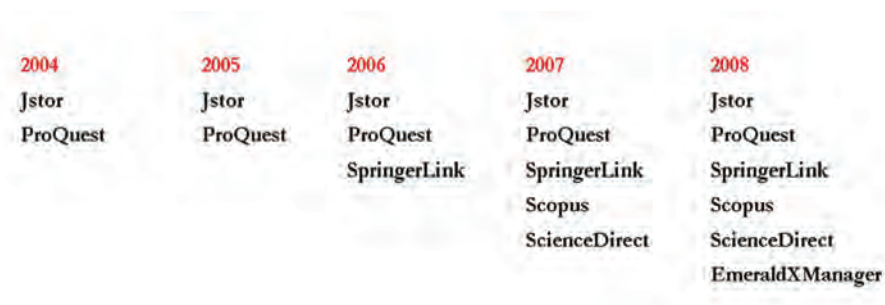 2004 2005 2006 2007 2008
Jstor Jstor Jstor Jstor Jstor
ProQuest ProQuest ProQuest ProQuest ProQuest
SpringerLink SpringerLink SpringerLink
Scopus Scopus
ScienceDirect ScienceDirect
EmeraldXManager